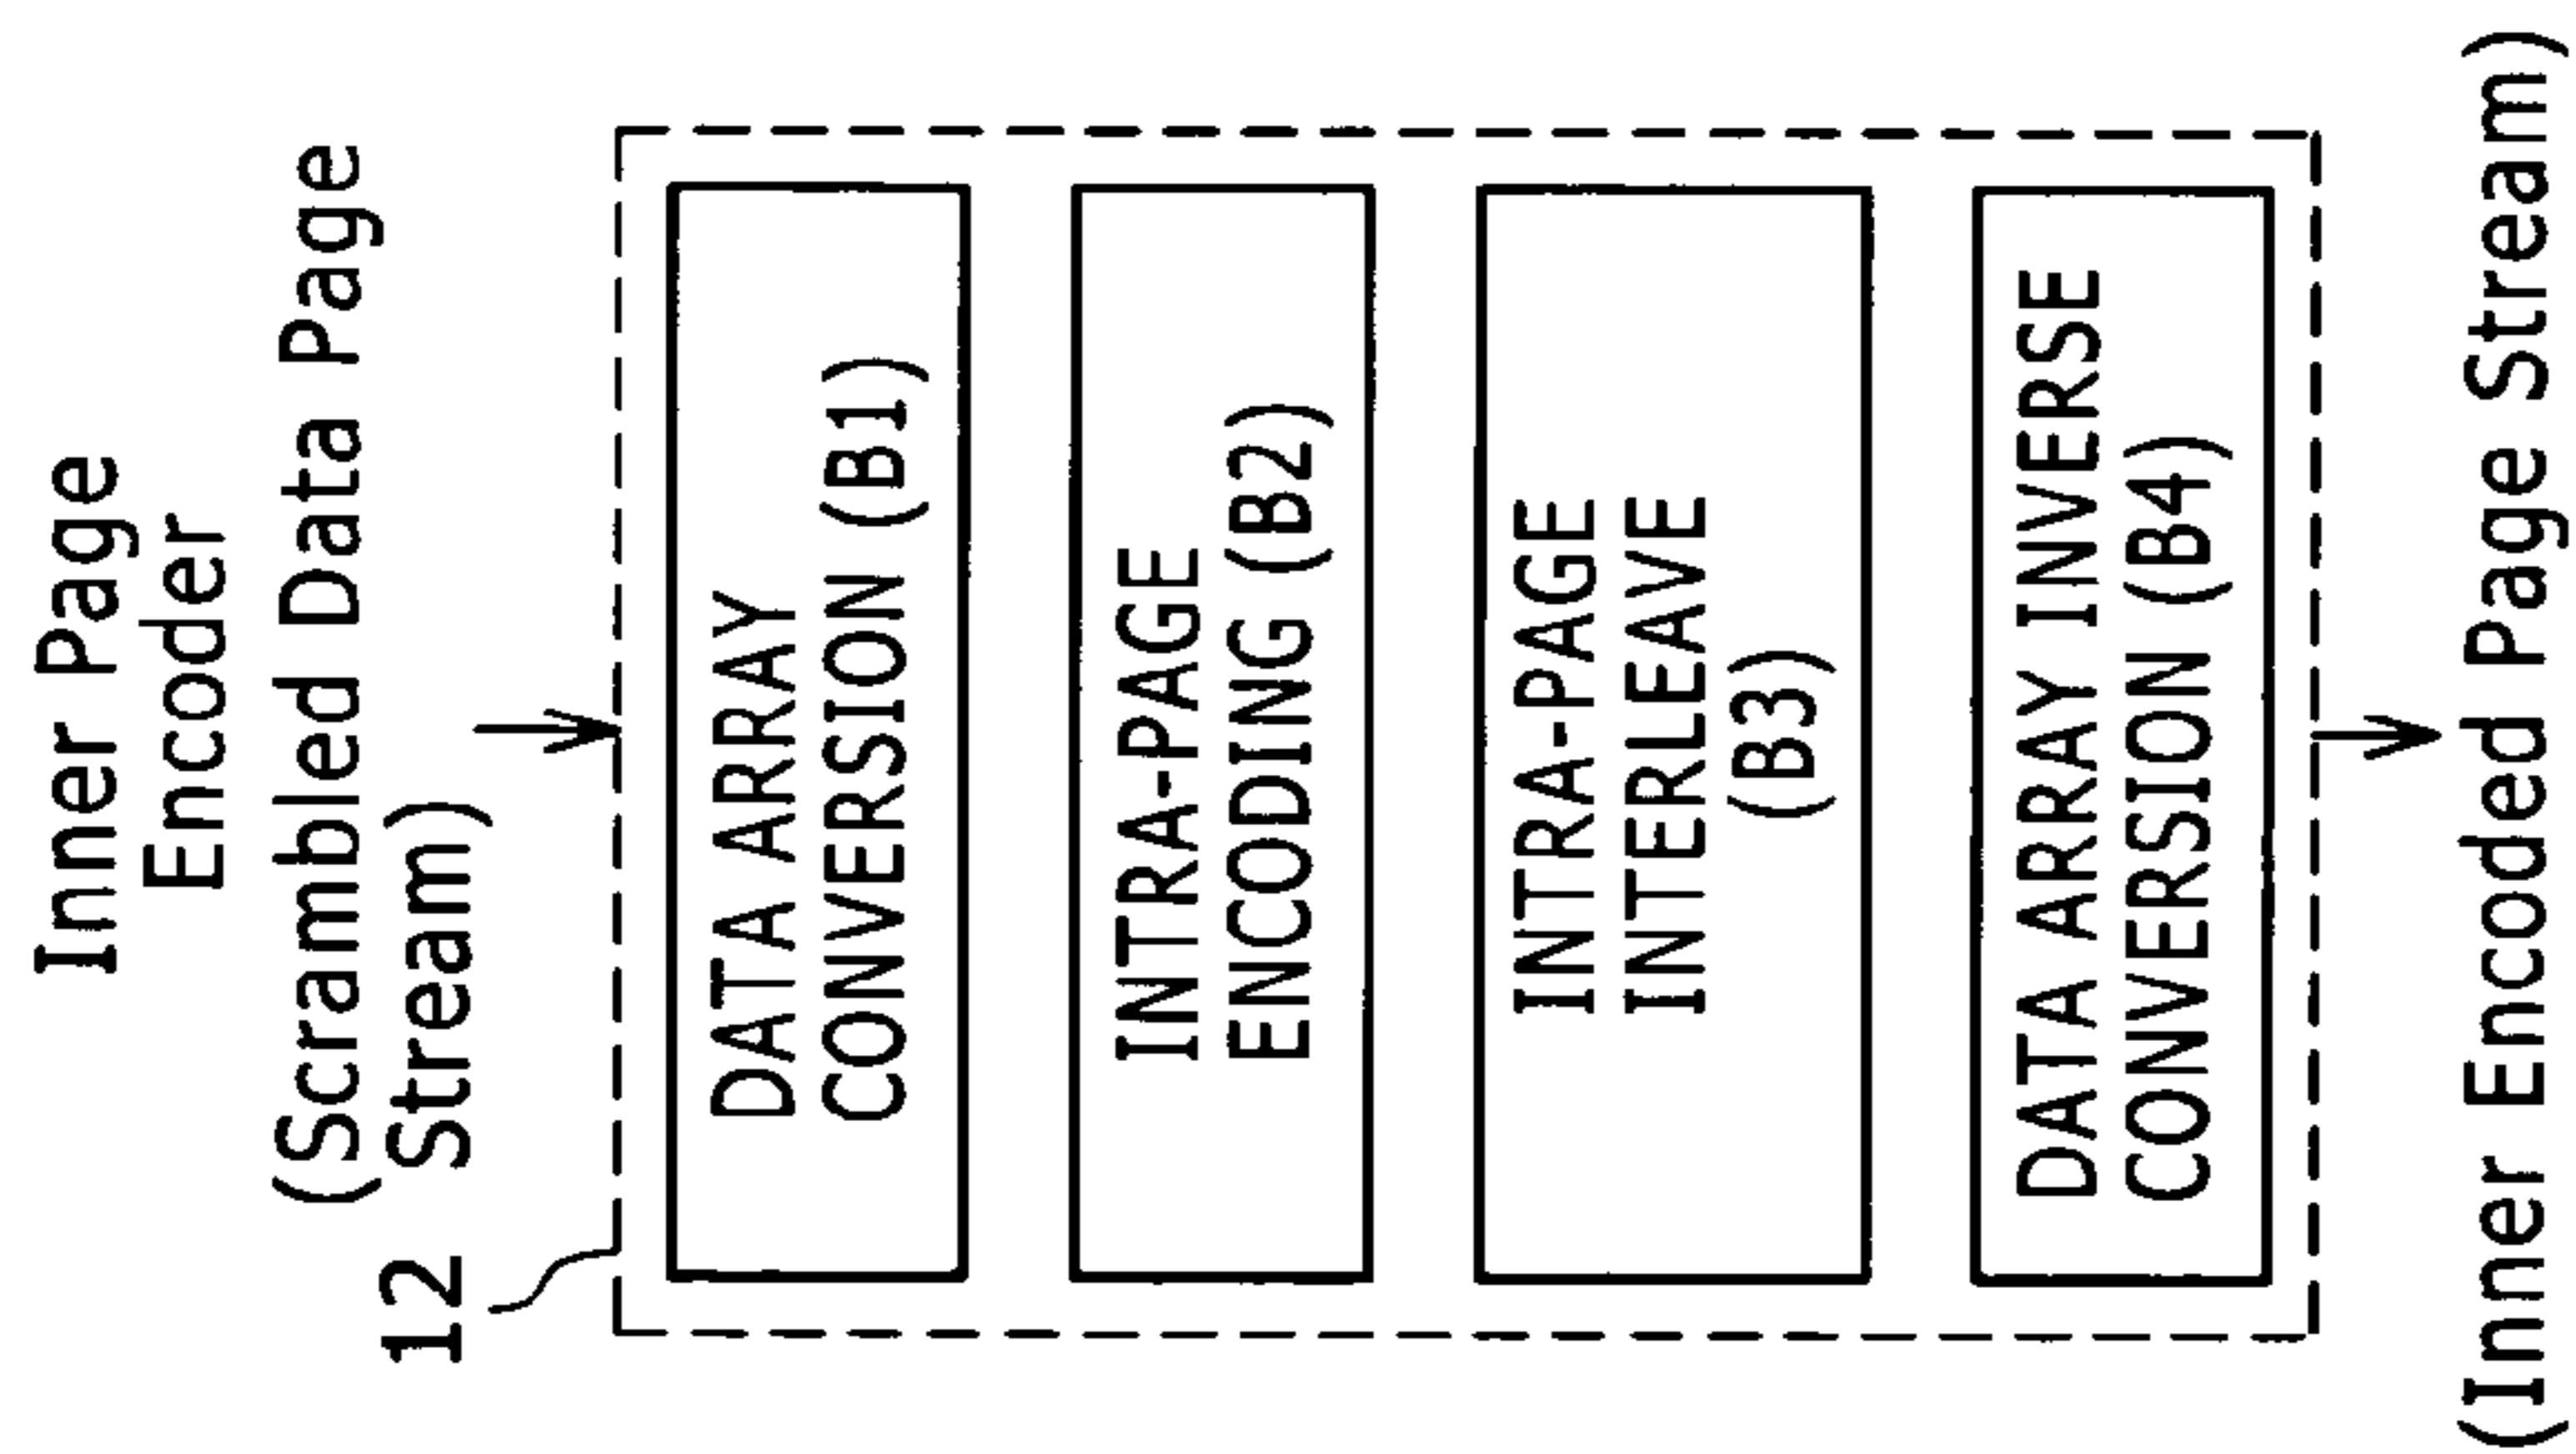 Inner Page
Encoder
(Scrambled Data Page
Stream)
12
DATA ARRAY
CONVERSION (B1)
INTRA-PAGE
ENCODING (B2)
INTRA-PAGE
INTERLEAVE
(B3)
DATA ARRAY INVERSE
CONVERSION (B4)
(Inner Encoded Page Stream)